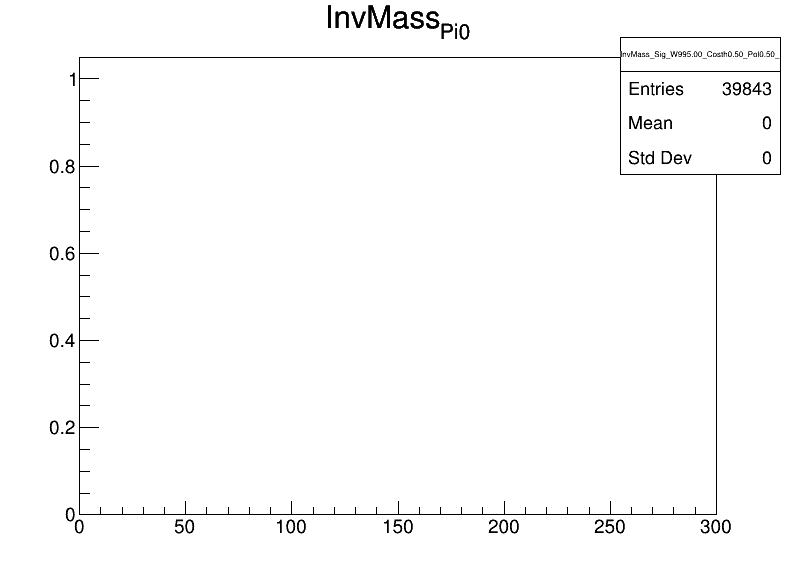 InvMass_Pi0
InvMass_Sig_W995.00_Costh0.50_Pol0.50_
Entries 39843
Mean 0
Std Dev 0
1
0.8
0.6
0.4
0.2
0
0 50 100 150 200 250 300